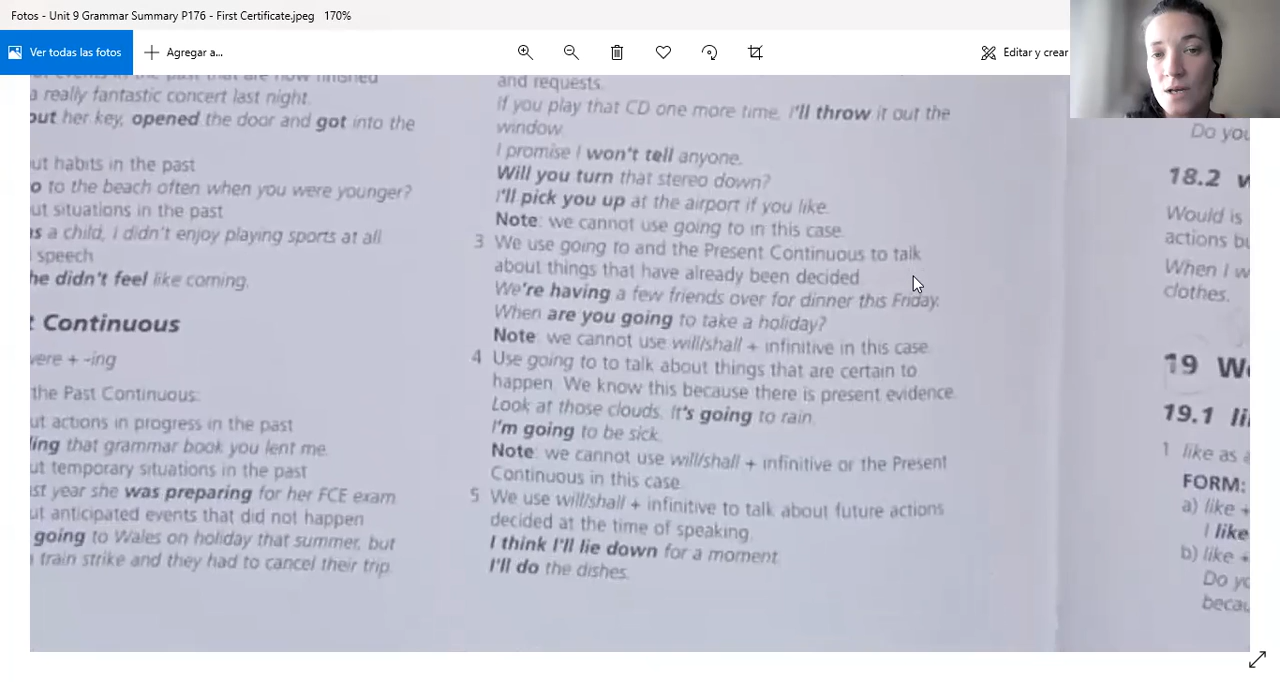 Fotos - Unit 9 Grammar Summary P176 - First Certificate.jpeg 170%
Ver todas las fotos
Agregar a...
Editar y crear
events in the past that are now finished
a really fantastic concert last night.
out her key, opened the door and got into the
ut habits in the past
o to the beach often when you were younger?
ut situations in the past
as a child, I didn't enjoy playing sports at all
speech
he didn't feel like coming.
t Continuous
were + -ing
the Past Continuous:
ut actions in progress in the past
ling that grammar book you lent me.
ut temporary situations in the past
st year she was preparing for her FCE exam
ut anticipated events that did not happen
going to Wales on holiday that summer, but
train strike and they had to cancel their trip.
and requests.
If you play that CD one more time, I'll throw it out the
window.
I promise I won't tell anyone.
Will you turn that stereo down?
I'll pick you up at the airport if you like.
Note: we cannot use going to in this case.
3 We use going to and the Present Continuous to talk
about things that have already been decided
We're having a few friends over for dinner this Friday.
When are you going to take a holiday?
Note: we cannot use will/shall + infinitive in this case.
4 Use going to to talk about things that are certain to
happen. We know this because there is present evidence.
Look at those clouds. It's going to rain.
I'm going to be sick.
Note: we cannot use will/shall + infinitive or the Present
Continuous in this case.
5 We use will/shall + infinitive to talk about future actions
decided at the time of speaking.
I think I'll lie down for a moment.
I'll do the dishes.
Do you
18.2 w
Would is
actions bu
When I w
clothes.
19 Wo
19.1 li
1 like as a
FORM:
a) like +
I like
b) like +
Do yo
becau